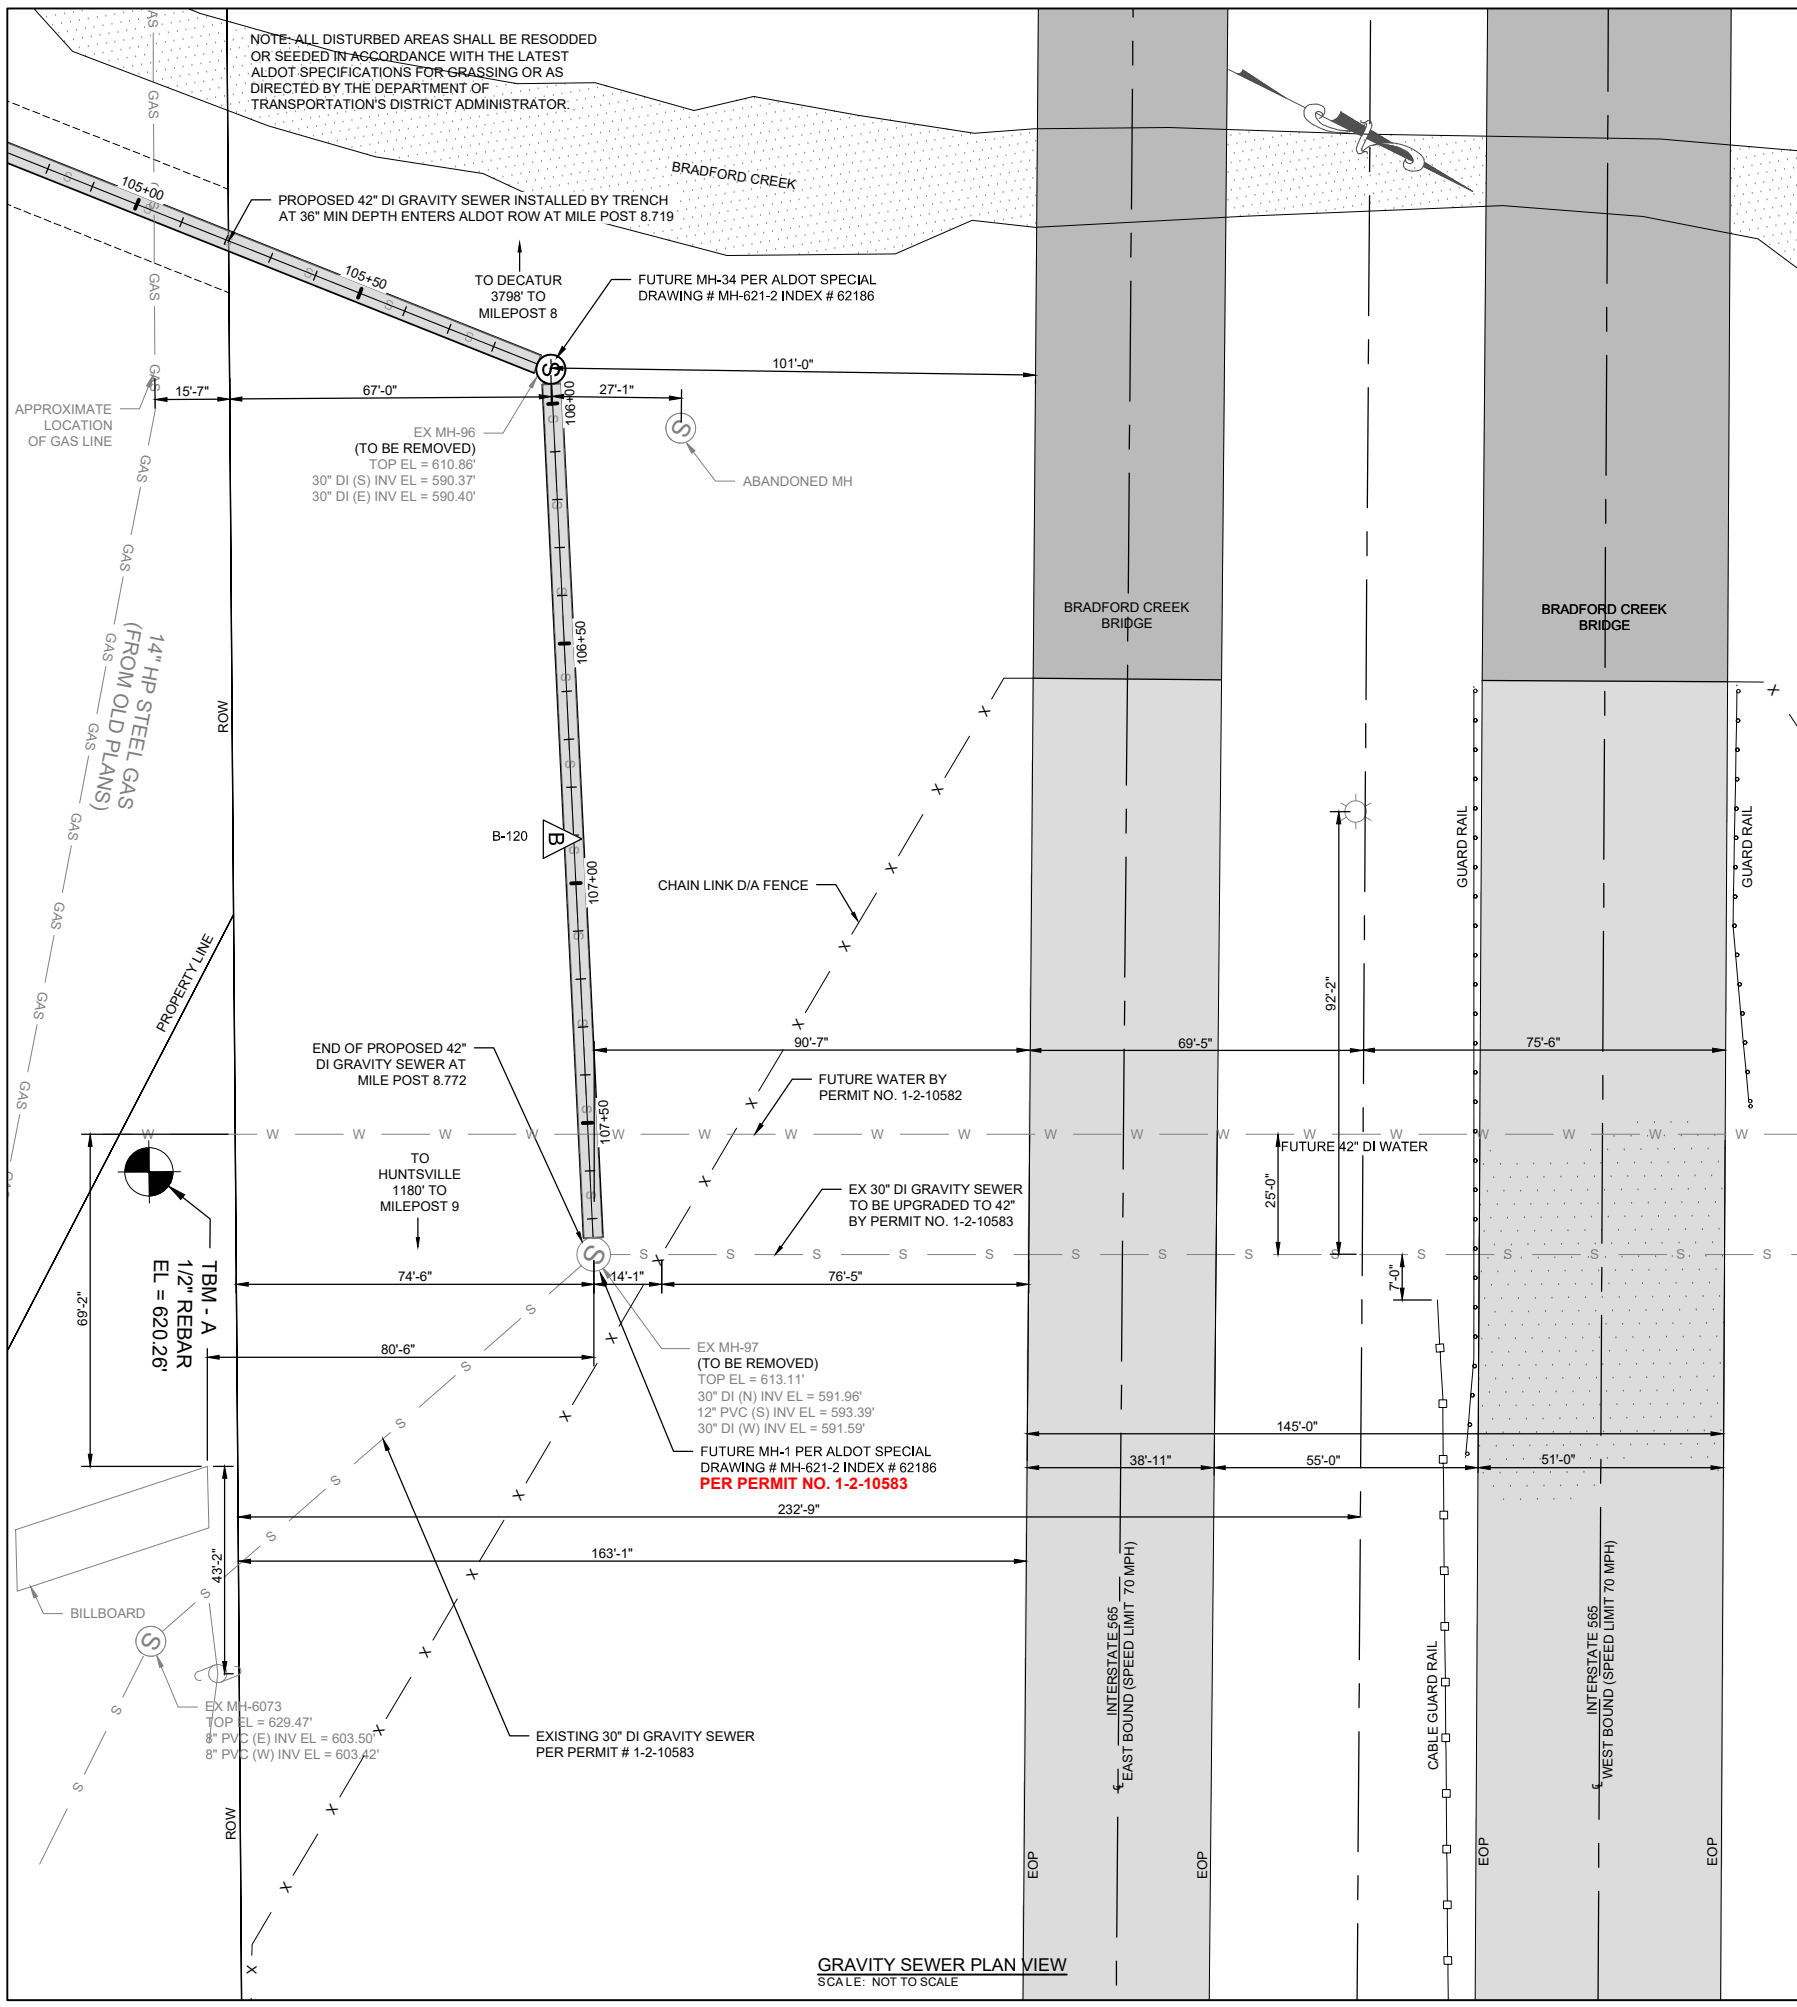 NOTE: ALL DISTURBED AREAS SHALL BE RESODDED
OR SEEDED IN ACCORDANCE WITH THE LATEST
ALDOT SPECIFICATIONS FOR GRASSING OR AS
DIRECTED BY THE DEPARTMENT OF
TRANSPORTATION'S DISTRICT ADMINISTRATOR.
BRADFORD CREEK
105+00
PROPOSED 42" DI GRAVITY SEWER INSTALLED BY TRENCH
AT 36" MIN DEPTH ENTERS ALDOT ROW AT MILE POST 8.719
105+50
TO DECATUR
3798' TO
MILEPOST 8
FUTURE MH-34 PER ALDOT SPECIAL
DRAWING # MH-621-2 INDEX # 62186
101'-0"
15'-7"
67'-0"
27'-1"
106+00
APPROXIMATE
LOCATION
OF GAS LINE
EX MH-96
(TO BE REMOVED)
TOP EL = 610.86'
30" DI (S) INV EL = 590.37'
30" DI (E) INV EL = 590.40'
S
S
ABANDONED MH
GAS
GAS
GAS
GAS
GAS
GAS
GAS
GAS
GAS
GAS
GAS
GAS
GAS
14" HP STEEL GAS
(FROM OLD PLANS)
ROW
106+50
BRADFORD CREEK
BRIDGE
BRADFORD CREEK
BRIDGE
B-120
B
107+00
CHAIN LINK D/A FENCE
GUARD RAIL
GUARD RAIL
PROPERTY LINE
92'-2"
END OF PROPOSED 42"
DI GRAVITY SEWER AT
MILE POST 8.772
90'-7"
69'-5"
75'-6"
FUTURE WATER BY
PERMIT NO. 1-2-10582
107+50
W W W W W W W W W W W W W W W W W W W
FUTURE 42" DI WATER
TO
HUNTSVILLE
1180' TO
MILEPOST 9
25'-0"
EX 30" DI GRAVITY SEWER
TO BE UPGRADED TO 42"
BY PERMIT NO. 1-2-10583
S S S S S S S S S S S S S S S
TBM - A
1/2" REBAR
EL = 620.26'
69'-2"
74'-6"
14'-1"
76'-5"
7'-0"
80'-6"
EX MH-97
(TO BE REMOVED)
TOP EL = 613.11'
30" DI (N) INV EL = 591.96'
12" PVC (S) INV EL = 593.39'
30" DI (W) INV EL = 591.59'
FUTURE MH-1 PER ALDOT SPECIAL
DRAWING # MH-621-2 INDEX # 62186
PER PERMIT NO. 1-2-10583
145'-0"
38'-11"
55'-0"
51'-0"
232'-9"
163'-1"
43'-2"
BILLBOARD
S
EX MH-6073
TOP EL = 629.47'
8" PVC (E) INV EL = 603.50'
8" PVC (W) INV EL = 603.42'
EXISTING 30" DI GRAVITY SEWER
PER PERMIT # 1-2-10583
INTERSTATE 565
EAST BOUND (SPEED LIMIT 70 MPH)
CABLE GUARD RAIL
INTERSTATE 565
WEST BOUND (SPEED LIMIT 70 MPH)
ROW
EOP
EOP
EOP
EOP
GRAVITY SEWER PLAN VIEW
SCALE: NOT TO SCALE